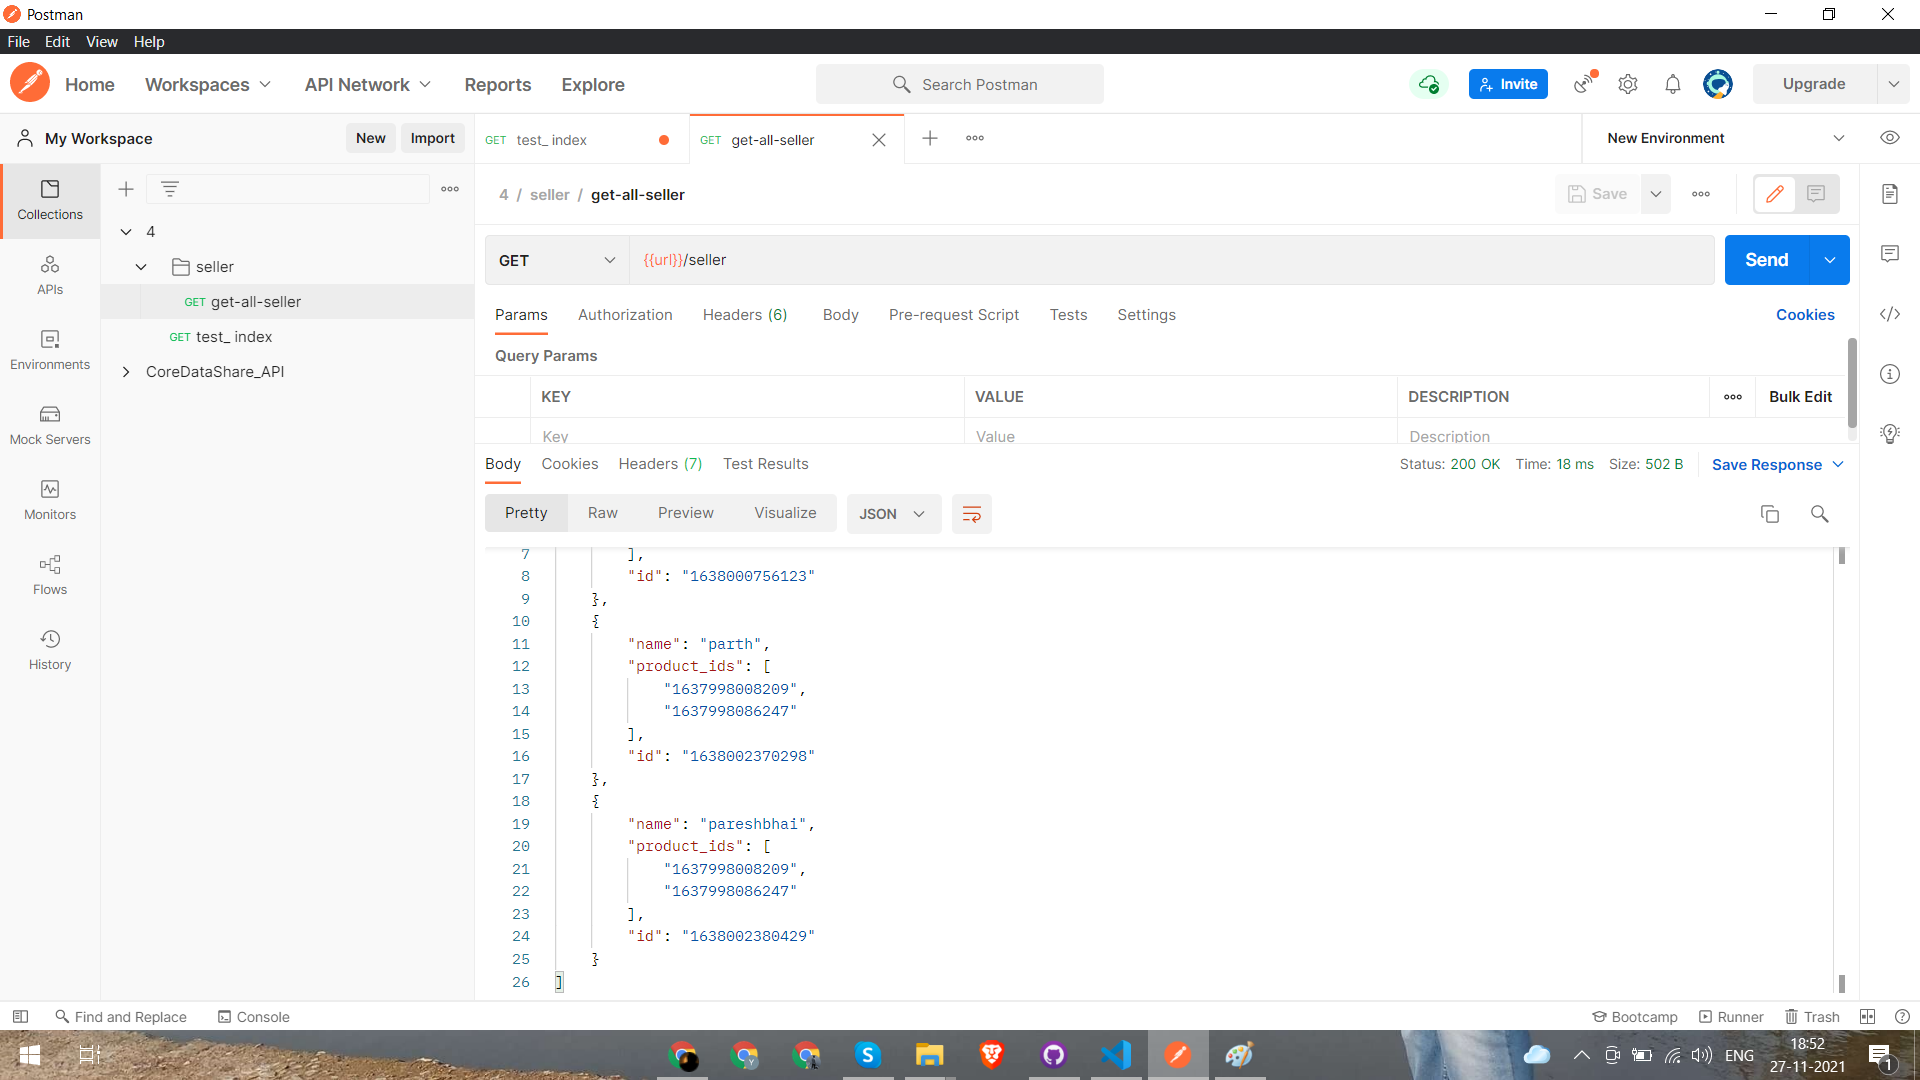 Postman
File Edit View Help
Home Workspaces API Network Reports Explore Search Postman Invite Upgrade
My Workspace New Import GET test_ index GET get-all-seller New Environment
Collections
APIs
Environments
Mock Servers
Monitors
Flows
History
4
seller
GET get-all-seller
GET test_ index
CoreDataShare_API
4 / seller / get-all-seller Save
GET {{url}}/seller Send
Params Authorization Headers (6) Body Pre-request Script Tests Settings Cookies
Query Params
KEY VALUE DESCRIPTION Bulk Edit
Key Value Description
Body Cookies Headers (7) Test Results Status: 200 OK Time: 18 ms Size: 502 B Save Response
Pretty Raw Preview Visualize JSON
7 ],
8 "id": "1638000756123"
9 },
10 {
11 "name": "parth",
12 "product_ids": [
13 "1637998008209",
14 "1637998086247"
15 ],
16 "id": "1638002370298"
17 },
18 {
19 "name": "pareshbhai",
20 "product_ids": [
21 "1637998008209",
22 "1637998086247"
23 ],
24 "id": "1638002380429"
25 }
26 ]
Find and Replace Console Bootcamp Runner Trash
ENG 18:52
27-11-2021 1